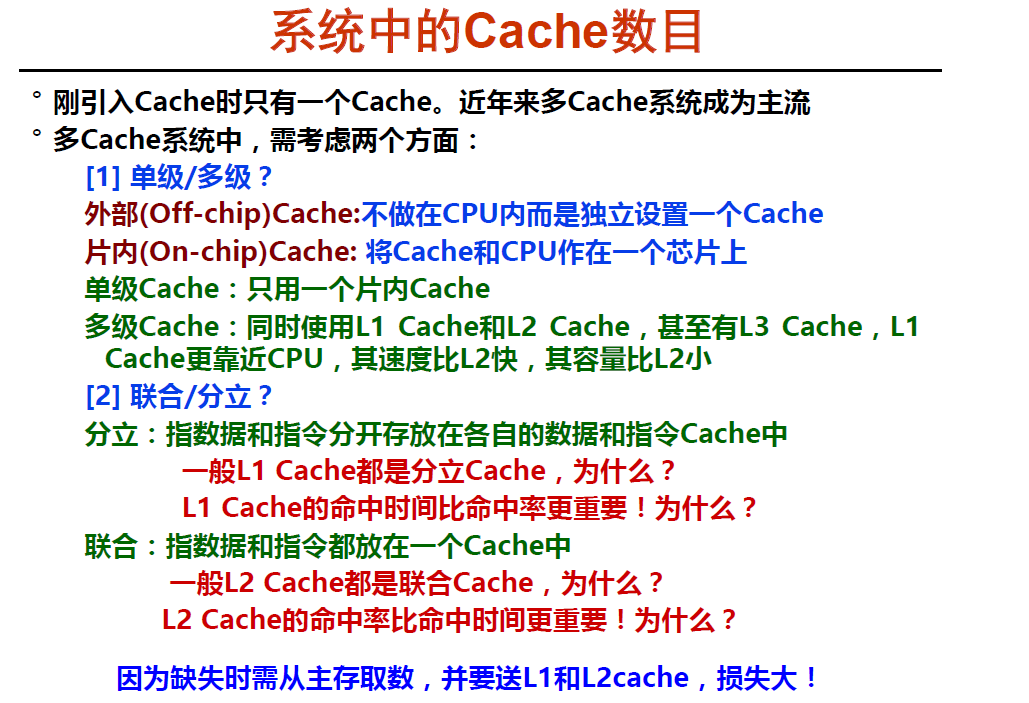 系统中的Cache数目
° 刚引入Cache时只有一个Cache。近年来多Cache系统成为主流
° 多Cache系统中，需考虑两个方面：
[1] 单级/多级？
外部(Off-chip)Cache:不做在CPU内而是独立设置一个Cache
片内(On-chip)Cache: 将Cache和CPU作在一个芯片上
单级Cache：只用一个片内Cache
多级Cache：同时使用L1 Cache和L2 Cache，甚至有L3 Cache，L1
Cache更靠近CPU，其速度比L2快，其容量比L2小
[2] 联合/分立？
分立：指数据和指令分开存放在各自的数据和指令Cache中
一般L1 Cache都是分立Cache，为什么？
L1 Cache的命中时间比命中率更重要！为什么？
联合：指数据和指令都放在一个Cache中
一般L2 Cache都是联合Cache，为什么？
L2 Cache的命中率比命中时间更重要！为什么？
因为缺失时需从主存取数，并要送L1和L2cache，损失大！